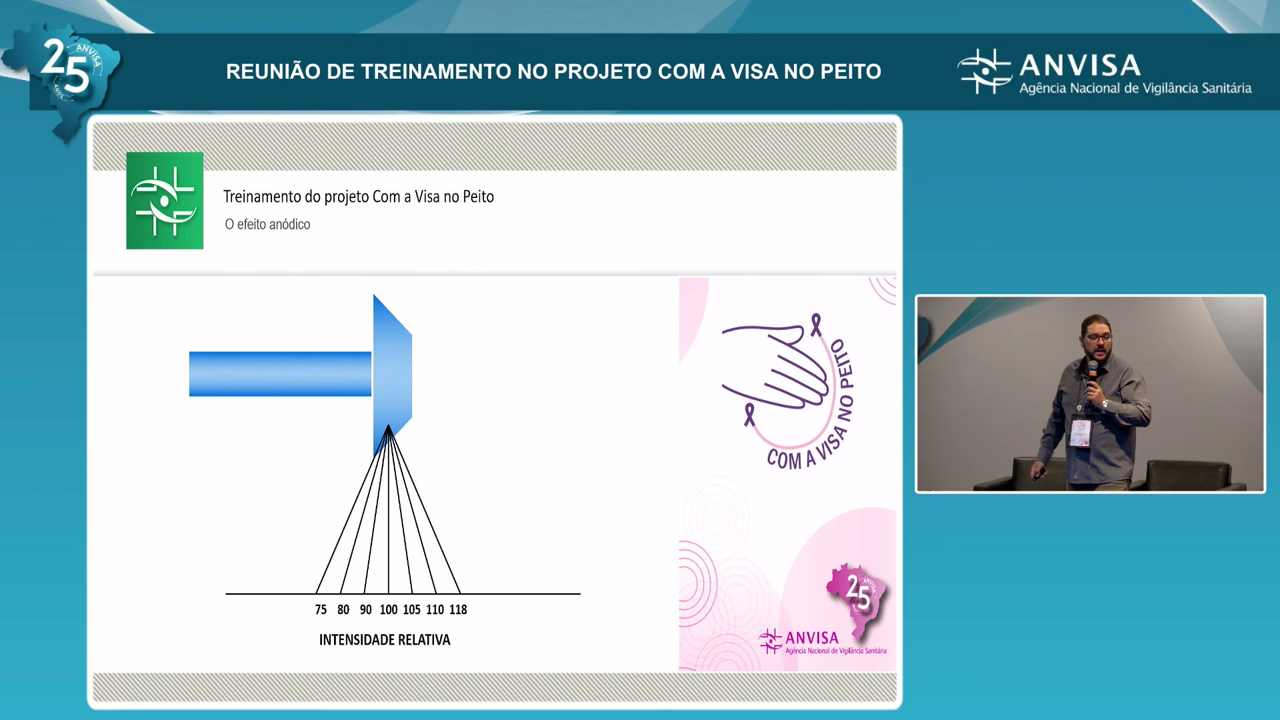 25
ANVISA
ANOS
REUNIÃO DE TREINAMENTO NO PROJETO COM A VISA NO PEITO
ANVISA
Agência Nacional de Vigilância Sanitária
Treinamento do projeto Com a Visa no Peito
O efeito anódico
COM A VISA NO PEITO
75 80 90 100 105 110 118
INTENSIDADE RELATIVA
25
ANVISA
Agência Nacional de Vigilância Sanitária